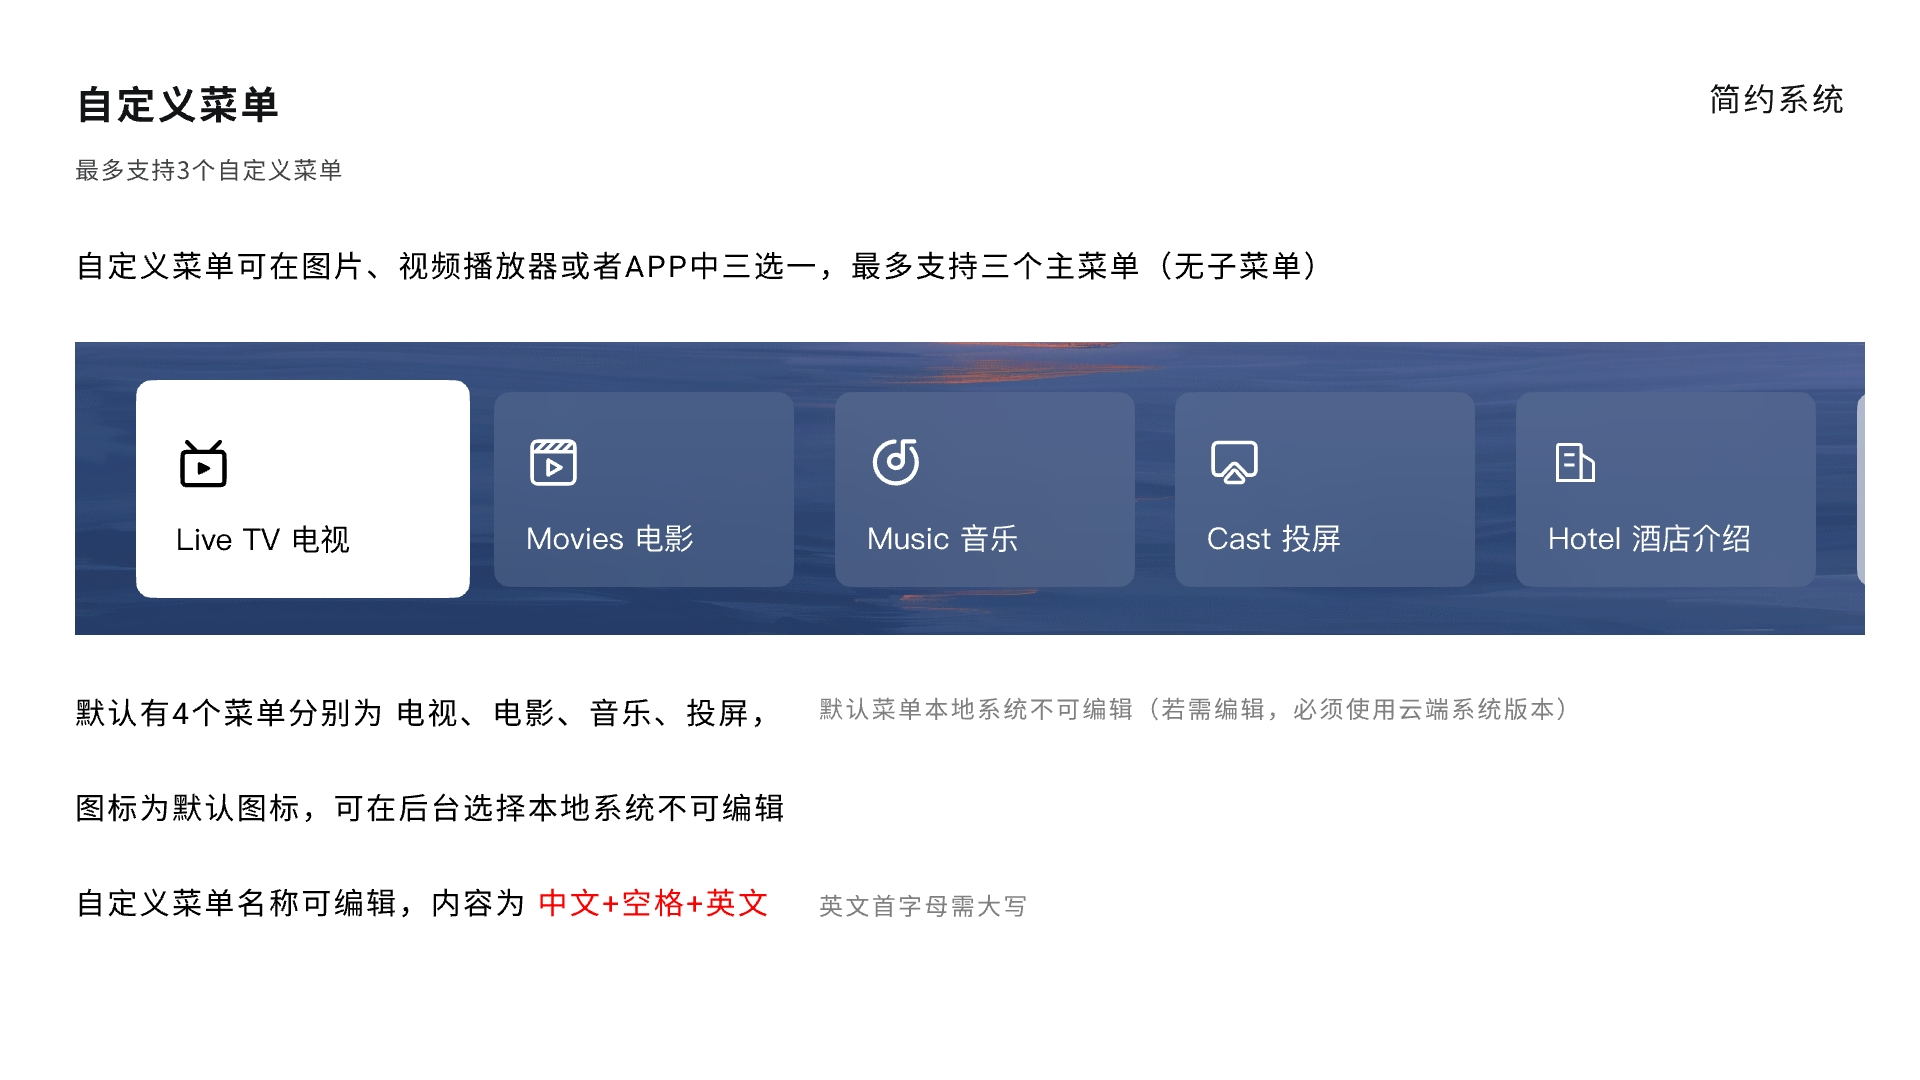 自定义菜单
简约系统
最多支持3个自定义菜单
自定义菜单可在图片、视频播放器或者APP中三选一，最多支持三个主菜单（无子菜单）
Live TV 电视
Movies 电影
Music 音乐
Cast 投屏
Hotel 酒店介绍
默认有4个菜单分别为 电视、电影、音乐、投屏，
默认菜单本地系统不可编辑（若需编辑，必须使用云端系统版本）
图标为默认图标，可在后台选择本地系统不可编辑
自定义菜单名称可编辑，内容为 中文+空格+英文
英文首字母需大写